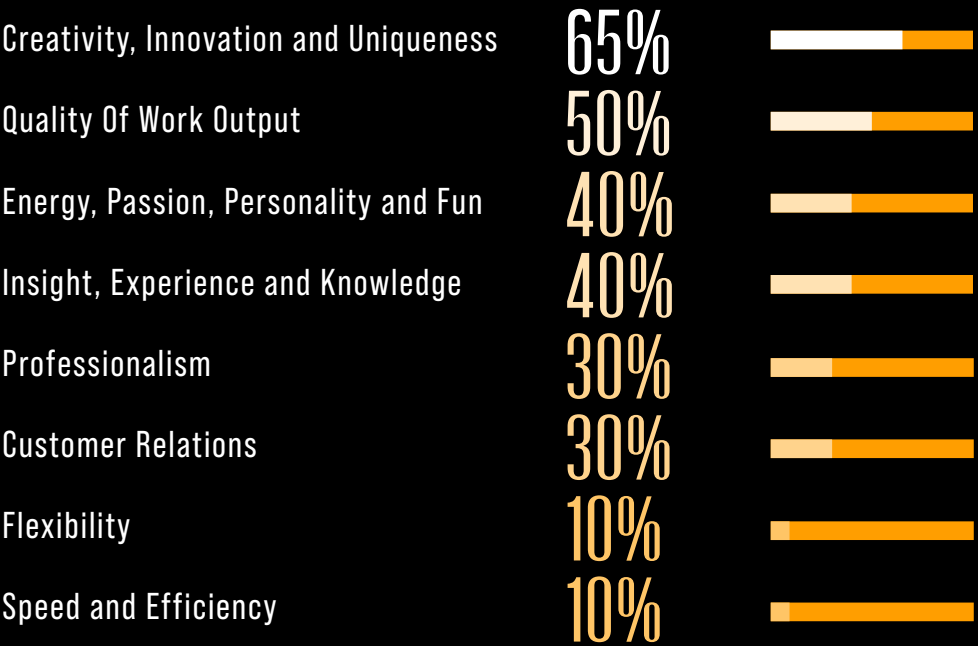 Creativity, Innovation and Uniqueness 65%
Quality Of Work Output 50%
Energy, Passion, Personality and Fun 40%
Insight, Experience and Knowledge 40%
Professionalism 30%
Customer Relations 30%
Flexibility 10%
Speed and Efficiency 10%